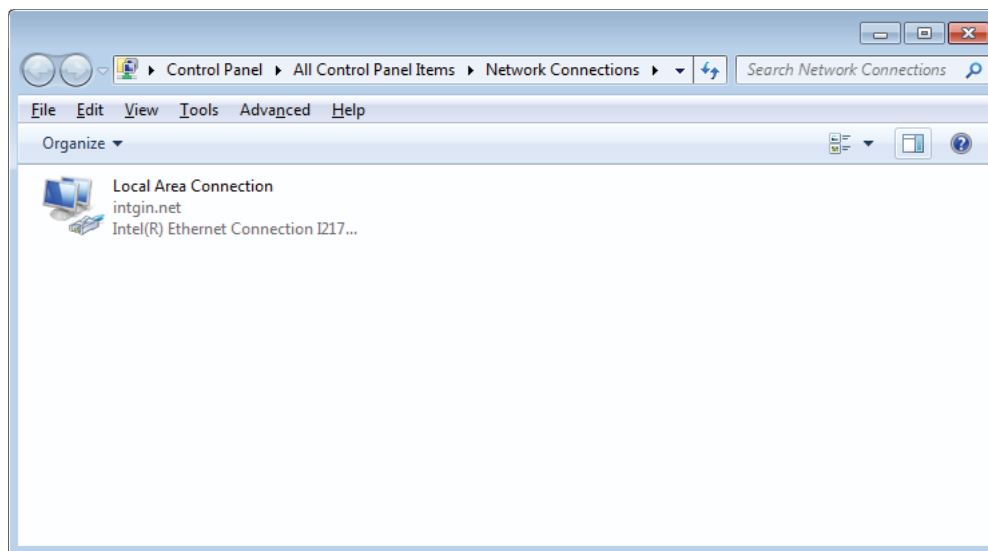 Control Panel ▸ All Control Panel Items ▸ Network Connections ▸
Search Network Connections
File Edit View Tools Advanced Help
Organize
Local Area Connection
intgin.net
Intel(R) Ethernet Connection I217...